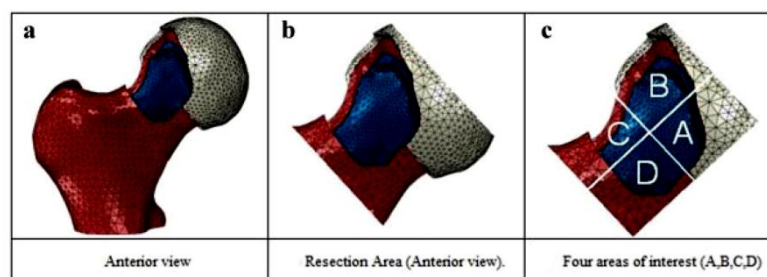 a
b
c
B
C
A
D
Anterior view
Resection Area (Anterior view).
Four areas of interest (A,B,C,D)